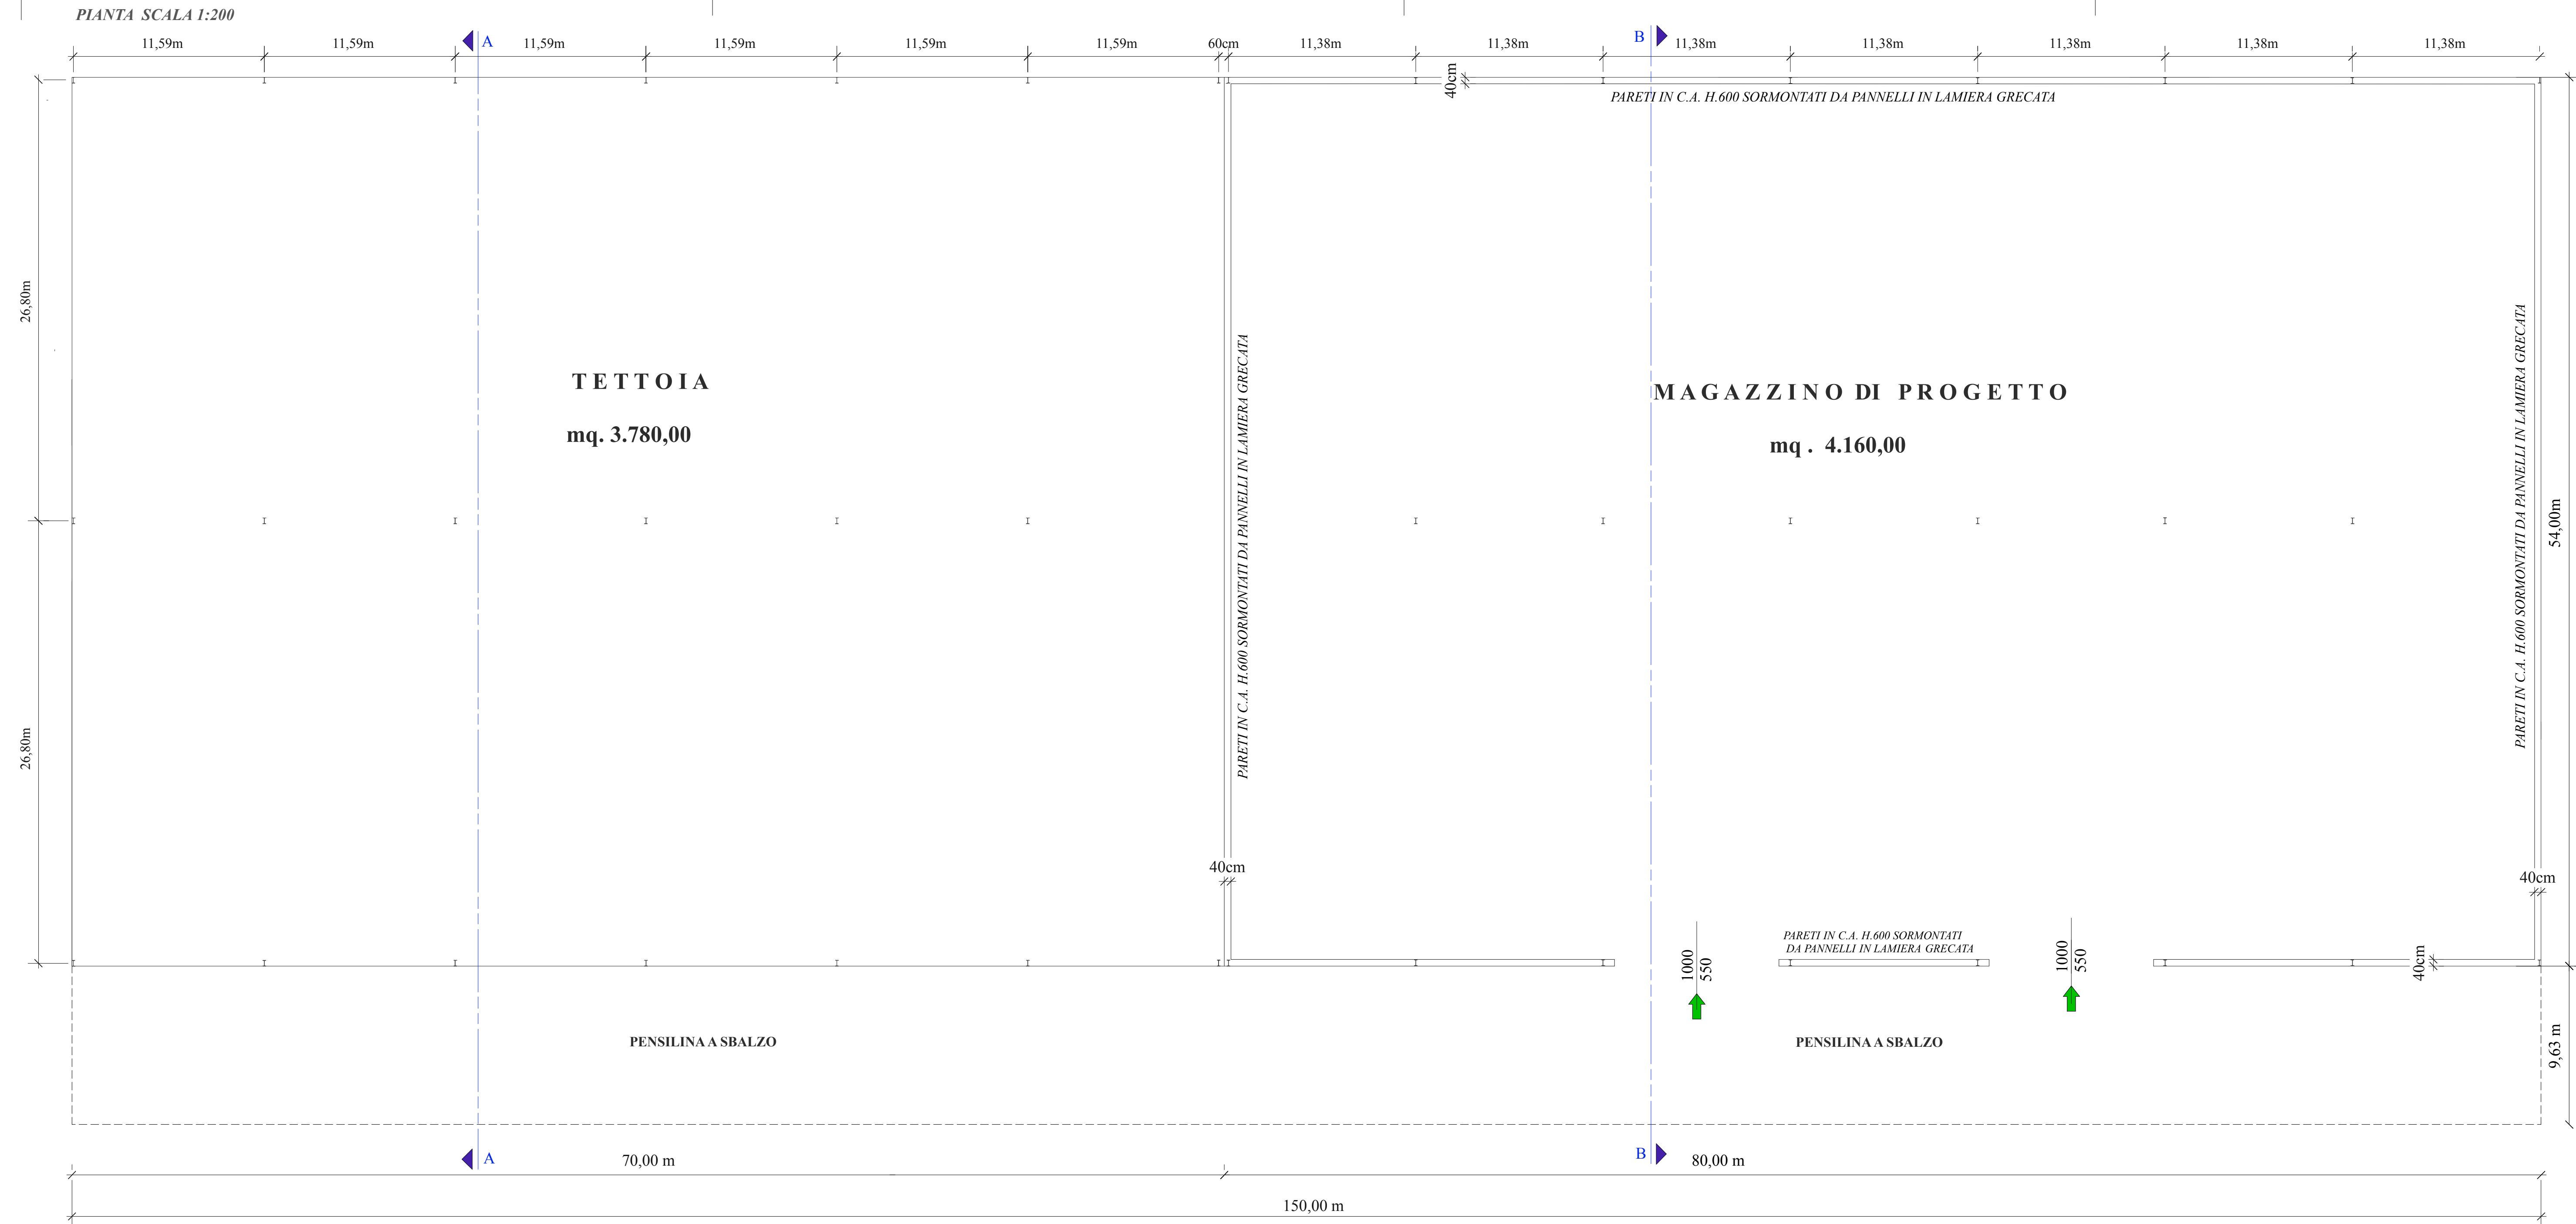 PIANTA SCALA 1:200
11,59m 11,59m A 11,59m 11,59m 11,59m 11,59m 60cm 11,38m 11,38m B 11,38m 11,38m 11,38m 11,38m 11,38m
40cm
PARETI IN C.A. H.600 SORMONTATI DA PANNELLI IN LAMIERA GRECATA
26,80m
TETTOIA
mq. 3.780,00
PARETI IN C.A. H.600 SORMONTATI DA PANNELLI IN LAMIERA GRECATA
MAGAZZINO DI PROGETTO
mq . 4.160,00
PARETI IN C.A. H.600 SORMONTATI DA PANNELLI IN LAMIERA GRECATA
54,00m
26,80m
40cm
40cm
PARETI IN C.A. H.600 SORMONTATI
DA PANNELLI IN LAMIERA GRECATA
1000
550
1000
550
40cm
PENSILINA A SBALZO
PENSILINA A SBALZO
9,63 m
A
B
70,00 m
80,00 m
150,00 m